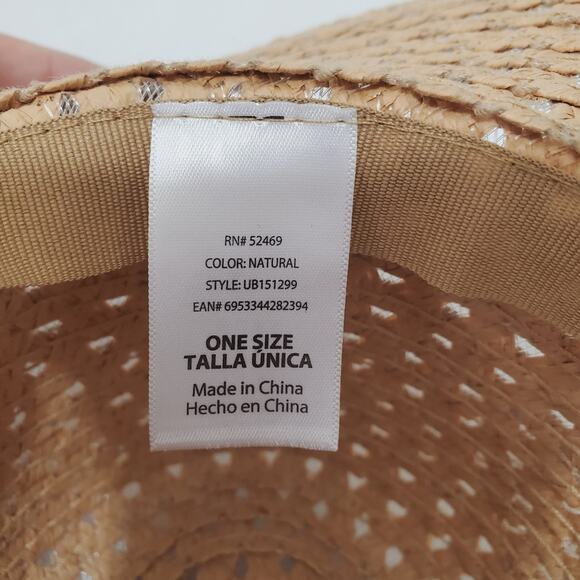 RN# 52469
COLOR: NATURAL
STYLE: UB151299
EAN# 6953344282394
ONE SIZE
TALLA ÚNICA
Made in China
Hecho en China